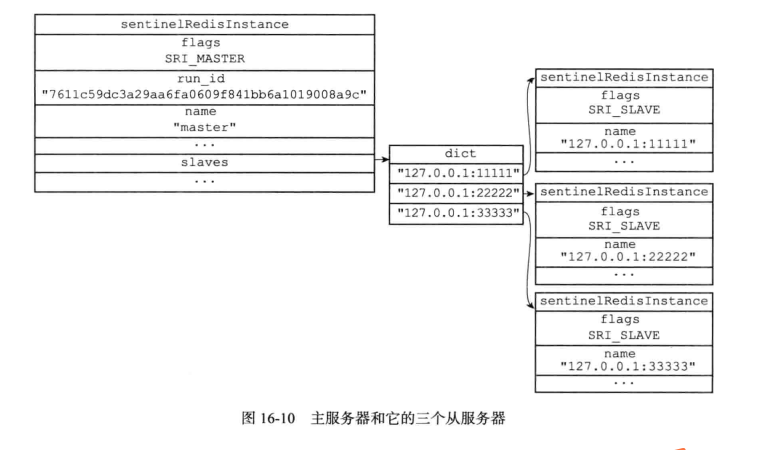 sentinelRedisInstance
flags
SRI_MASTER
run_id
"7611c59dc3a29aa6fa0609f841bb6a1019008a9c"
name
"master"
...
slaves
...
dict
"127.0.0.1:11111"
"127.0.0.1:22222"
"127.0.0.1:33333"
sentinelRedisInstance
flags
SRI_SLAVE
name
"127.0.0.1:11111"
...
sentinelRedisInstance
flags
SRI_SLAVE
name
"127.0.0.1:22222"
...
sentinelRedisInstance
flags
SRI_SLAVE
name
"127.0.0.1:33333"
...
图 16-10 主服务器和它的三个从服务器